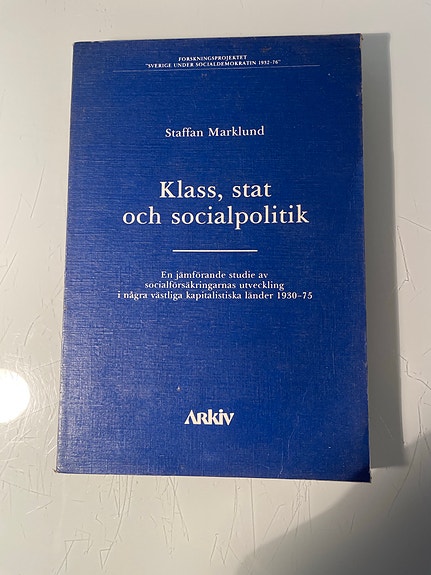 FORSKNINGSPROJEKTET
"SVERIGE UNDER SOCIALDEMOKRATIN 1932-76"
Staffan Marklund
Klass, stat
och socialpolitik
En jämförande studie av
socialförsäkringarnas utveckling
i några västliga kapitalistiska länder 1930–75
Arkiv